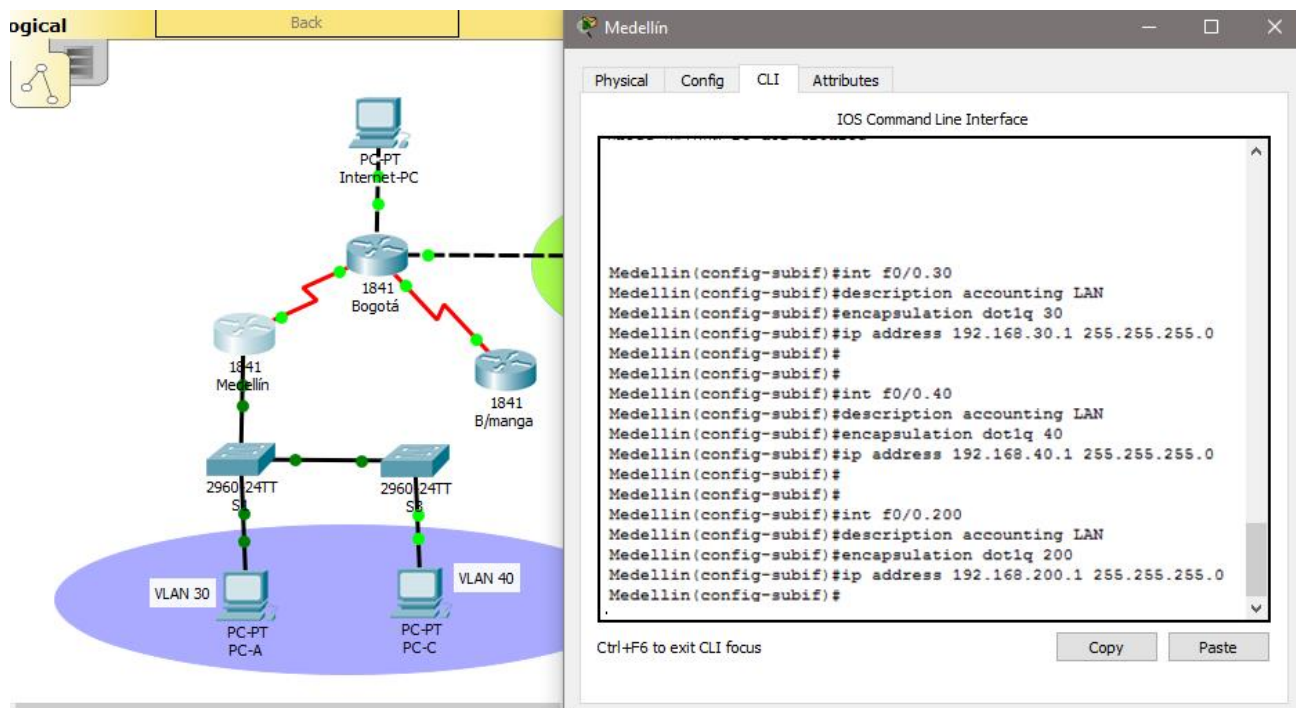 ogical
Back
PC-PT
Internet-PC
1841
Bogotá
1841
Medellín
1841
B/manga
2960-24TT
S1
2960-24TT
S3
VLAN 30
VLAN 40
PC-PT
PC-A
PC-PT
PC-C
Medellín
Physical Config CLI Attributes
IOS Command Line Interface
Medellin(config-subif)#int f0/0.30
Medellin(config-subif)#description accounting LAN
Medellin(config-subif)#encapsulation dot1q 30
Medellin(config-subif)#ip address 192.168.30.1 255.255.255.0
Medellin(config-subif)#
Medellin(config-subif)#
Medellin(config-subif)#int f0/0.40
Medellin(config-subif)#description accounting LAN
Medellin(config-subif)#encapsulation dot1q 40
Medellin(config-subif)#ip address 192.168.40.1 255.255.255.0
Medellin(config-subif)#
Medellin(config-subif)#
Medellin(config-subif)#int f0/0.200
Medellin(config-subif)#description accounting LAN
Medellin(config-subif)#encapsulation dot1q 200
Medellin(config-subif)#ip address 192.168.200.1 255.255.255.0
Medellin(config-subif)#
Ctrl+F6 to exit CLI focus
Copy Paste